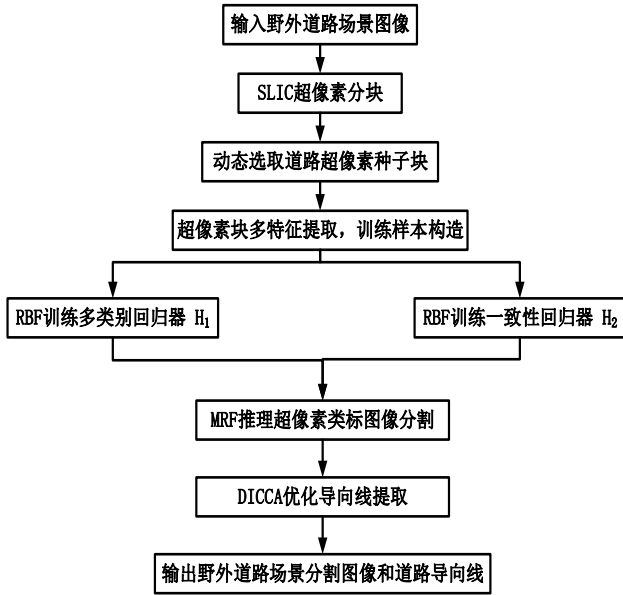 输入野外道路场景图像
SLIC超像素分块
动态选取道路超像素种子块
超像素块多特征提取，训练样本构造
RBF训练多类别回归器 H₁
RBF训练一致性回归器 H₂
MRF推理超像素类标图像分割
DICCA优化导向线提取
输出野外道路场景分割图像和道路导向线